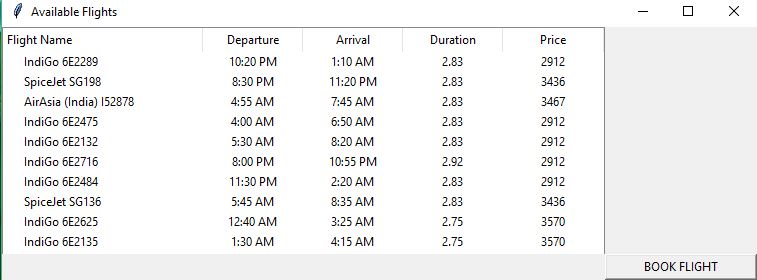 Available Flights
Flight Name Departure Arrival Duration Price
IndiGo 6E2289 10:20 PM 1:10 AM 2.83 2912
SpiceJet SG198 8:30 PM 11:20 PM 2.83 3436
AirAsia (India) I52878 4:55 AM 7:45 AM 2.83 3467
IndiGo 6E2475 4:00 AM 6:50 AM 2.83 2912
IndiGo 6E2132 5:30 AM 8:20 AM 2.83 2912
IndiGo 6E2716 8:00 PM 10:55 PM 2.92 2912
IndiGo 6E2484 11:30 PM 2:20 AM 2.83 2912
SpiceJet SG136 5:45 AM 8:35 AM 2.83 3436
IndiGo 6E2625 12:40 AM 3:25 AM 2.75 3570
IndiGo 6E2135 1:30 AM 4:15 AM 2.75 3570
BOOK FLIGHT